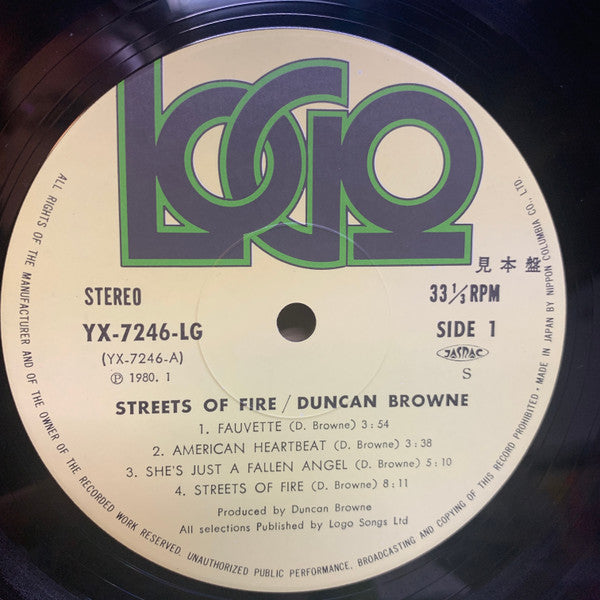 LOGO
見本盤
STEREO
33 1/3 RPM
YX-7246-LG
SIDE 1
(YX-7246-A)
JASRAC
Ⓟ 1980. 1
S
STREETS OF FIRE / DUNCAN BROWNE
1. FAUVETTE (D. Browne) 3 : 54
2. AMERICAN HEARTBEAT (D. Browne) 3 : 38
3. SHE'S JUST A FALLEN ANGEL (D. Browne) 5 : 10
4. STREETS OF FIRE (D. Browne) 8 : 11
Produced by Duncan Browne
All selections Published by Logo Songs Ltd
ALL RIGHTS OF THE MANUFACTURER AND OF THE OWNER OF THE RECORDED WORK RESERVED. UNAUTHORIZED PUBLIC PERFORMANCE, BROADCASTING AND COPYING OF THIS RECORD PROHIBITED • MADE IN JAPAN BY NIPPON COLUMBIA CO., LTD.